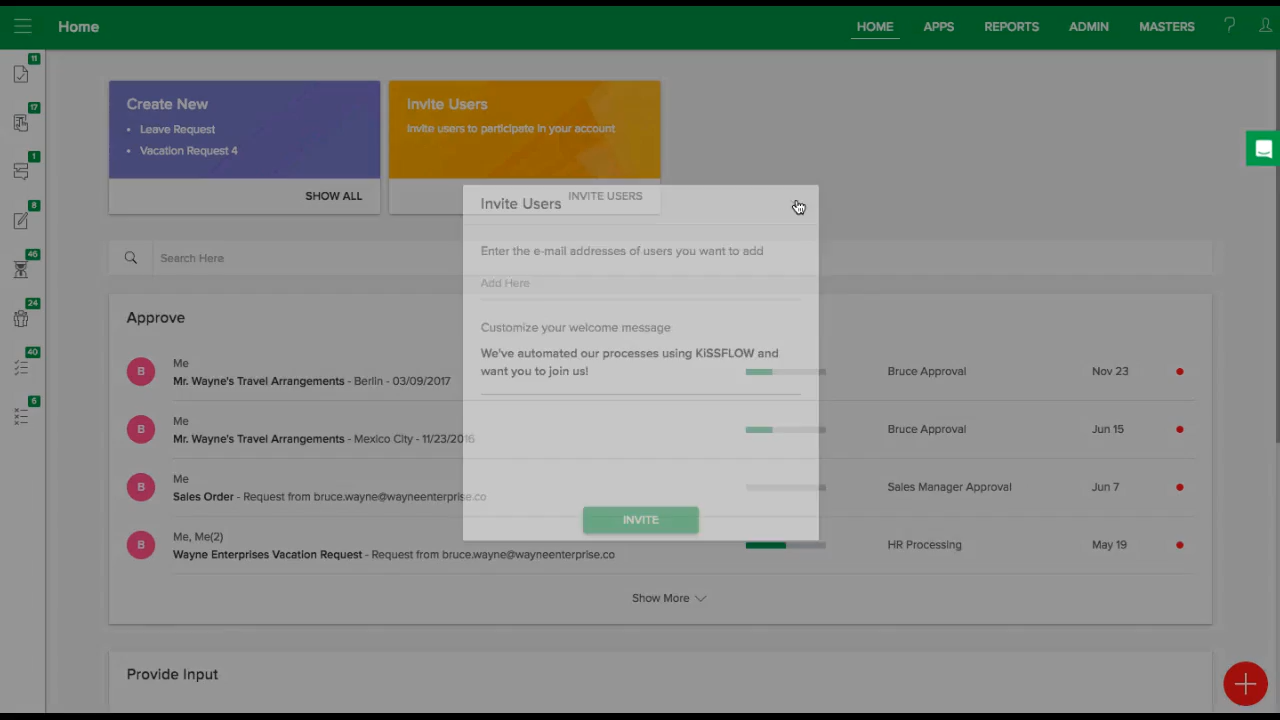 Home
HOME APPS REPORTS ADMIN MASTERS ?
11
17
1
8
46
24
40
6
Create New
• Leave Request
• Vacation Request 4
SHOW ALL
Invite Users
Invite users to participate in your account
INVITE USERS
Search Here
Invite Users
Enter the e-mail addresses of users you want to add
Add Here
Customize your welcome message
We've automated our processes using KiSSFLOW and
want you to join us!
INVITE
Approve
B
Me
Mr. Wayne's Travel Arrangements - Berlin - 03/09/2017
Bruce Approval Nov 23
B
Me
Mr. Wayne's Travel Arrangements - Mexico City - 11/23/2016
Bruce Approval Jun 15
B
Me
Sales Order - Request from bruce.wayne@wayneenterprise.co
Sales Manager Approval Jun 7
B
Me, Me(2)
Wayne Enterprises Vacation Request - Request from bruce.wayne@wayneenterprise.co
HR Processing May 19
Show More
Provide Input